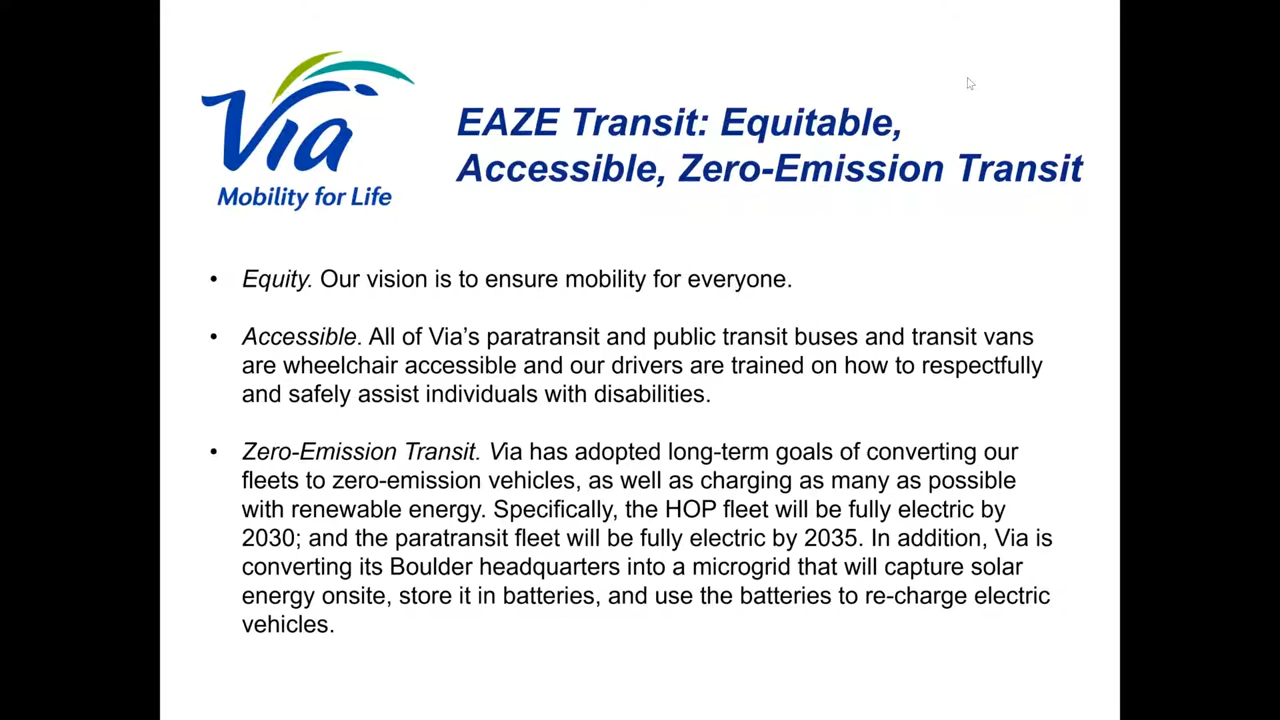 Via
Mobility for Life
EAZE Transit: Equitable,
Accessible, Zero-Emission Transit
• Equity. Our vision is to ensure mobility for everyone.
• Accessible. All of Via’s paratransit and public transit buses and transit vans
are wheelchair accessible and our drivers are trained on how to respectfully
and safely assist individuals with disabilities.
• Zero-Emission Transit. Via has adopted long-term goals of converting our
fleets to zero-emission vehicles, as well as charging as many as possible
with renewable energy. Specifically, the HOP fleet will be fully electric by
2030; and the paratransit fleet will be fully electric by 2035. In addition, Via is
converting its Boulder headquarters into a microgrid that will capture solar
energy onsite, store it in batteries, and use the batteries to re-charge electric
vehicles.